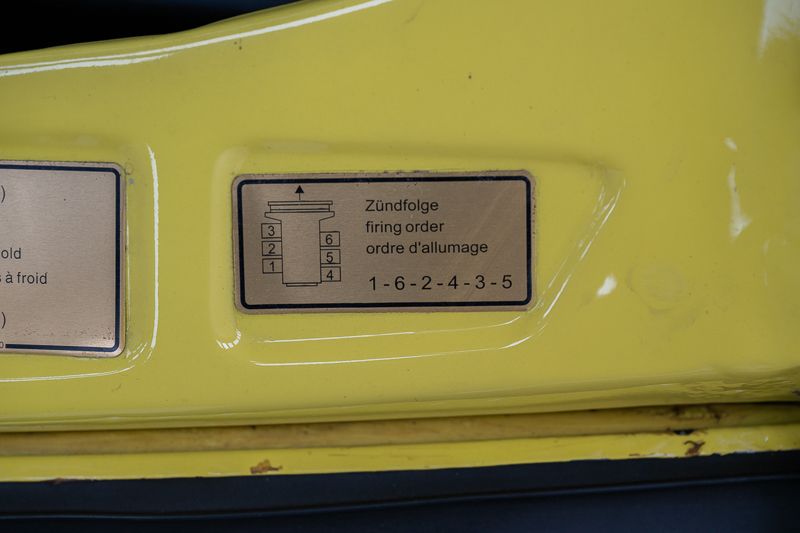 )
old
s à froid
)
3
2
1
6
5
4
Zündfolge
firing order
ordre d'allumage
1 - 6 - 2 - 4 - 3 - 5